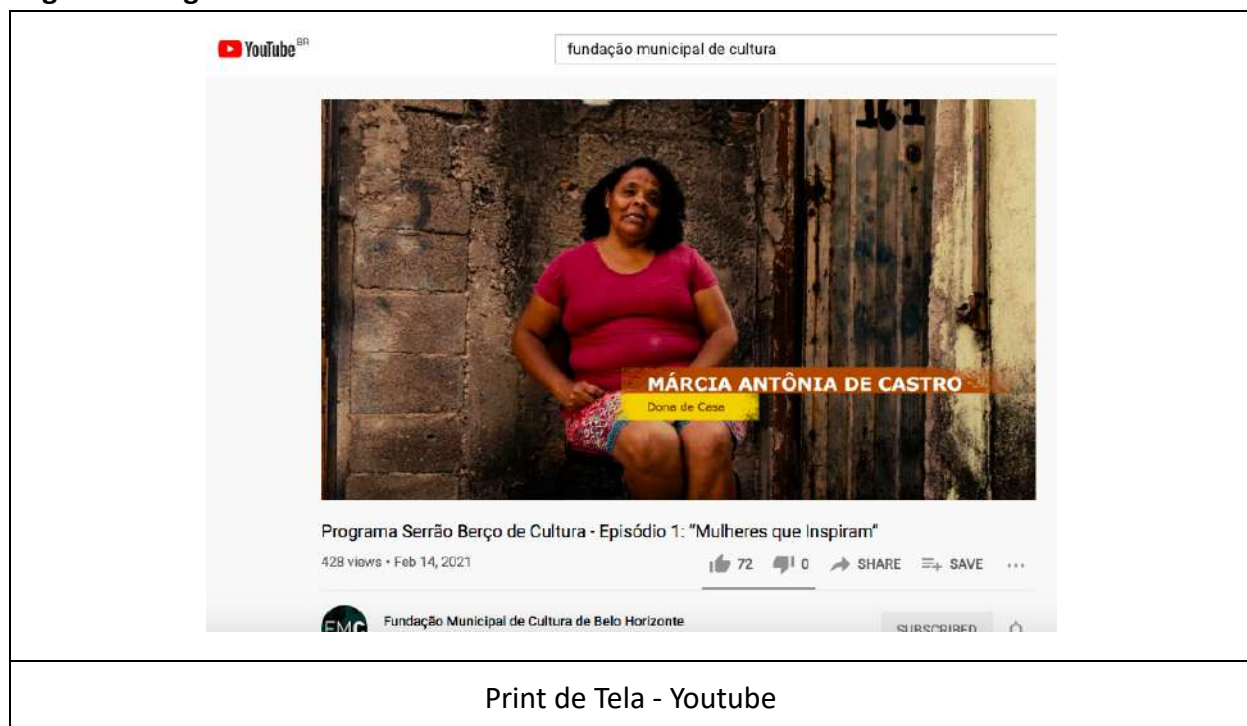 YouTube BR
fundação municipal de cultura
161
MÁRCIA ANTÔNIA DE CASTRO
Dona de Casa
Programa Serrão Berço de Cultura - Episódio 1: “Mulheres que Inspiram”
428 views • Feb 14, 2021
72 0 SHARE SAVE ...
FMC Fundação Municipal de Cultura de Belo Horizonte
SUBSCRIBED
Print de Tela - Youtube